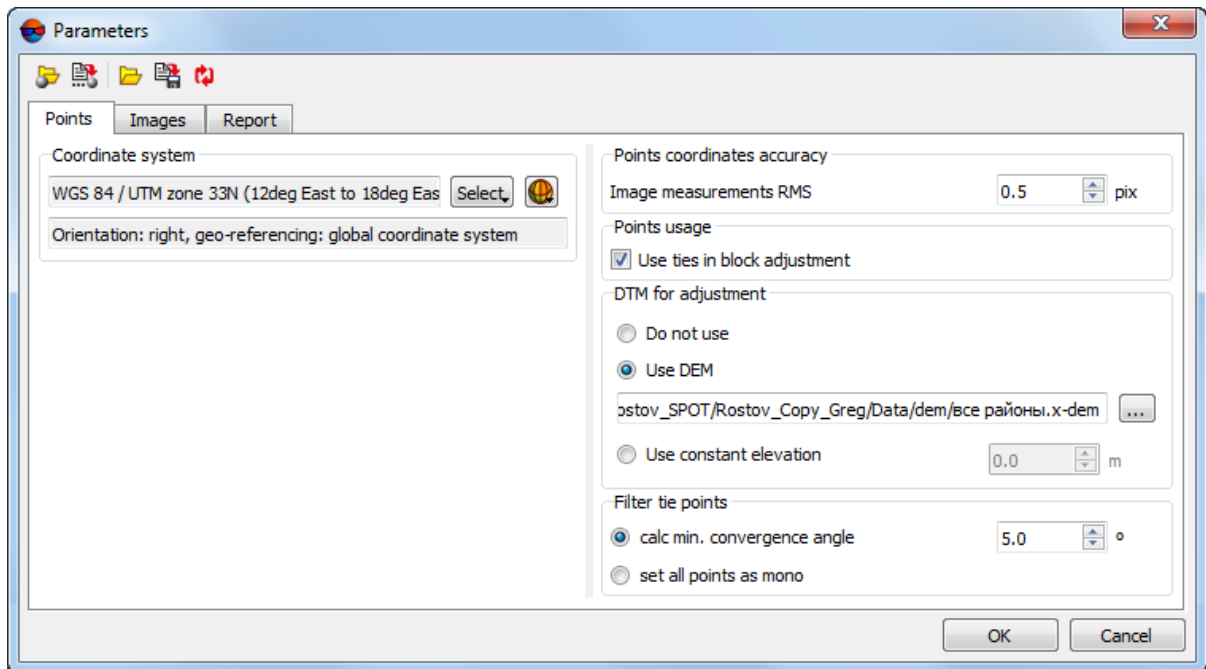 Parameters
Points Images Report
Coordinate system
WGS 84 / UTM zone 33N (12deg East to 18deg Eas Select
Orientation: right, geo-referencing: global coordinate system
Points coordinates accuracy
Image measurements RMS 0.5 pix
Points usage
Use ties in block adjustment
DTM for adjustment
Do not use
Use DEM
ostov_SPOT/Rostov_Copy_Greg/Data/dem/все районы.x-dem ...
Use constant elevation 0.0 m
Filter tie points
calc min. convergence angle 5.0 °
set all points as mono
OK Cancel